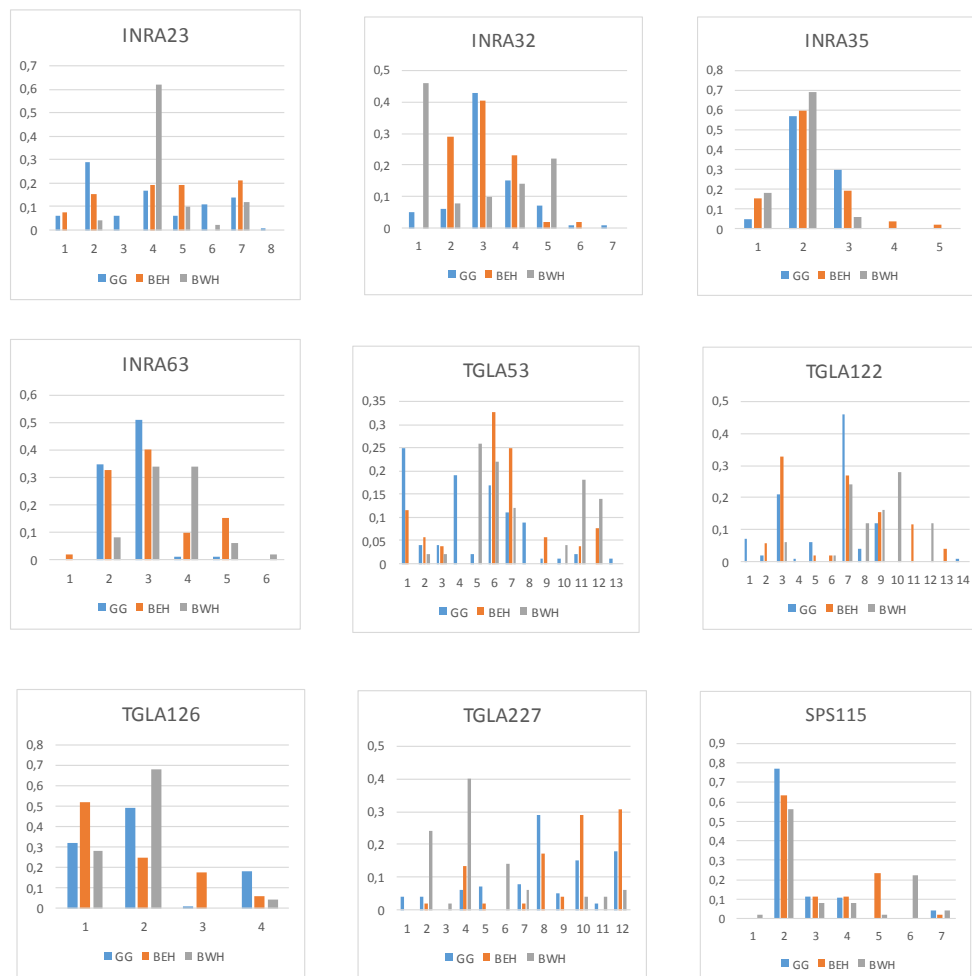 INRA23
0,7
0,6
0,5
0,4
0,3
0,2
0,1
0
1 2 3 4 5 6 7 8
GG BEH BWH
INRA32
0,5
0,4
0,3
0,2
0,1
0
1 2 3 4 5 6 7
GG BEH BWH
INRA35
0,8
0,7
0,6
0,5
0,4
0,3
0,2
0,1
0
1 2 3 4 5
GG BEH BWH
INRA63
0,6
0,5
0,4
0,3
0,2
0,1
0
1 2 3 4 5 6
GG BEH BWH
TGLA53
0,35
0,3
0,25
0,2
0,15
0,1
0,05
0
1 2 3 4 5 6 7 8 9 10 11 12 13
GG BEH BWH
TGLA122
0,5
0,4
0,3
0,2
0,1
0
1 2 3 4 5 6 7 8 9 10 11 12 13 14
GG BEH BWH
TGLA126
0,8
0,7
0,6
0,5
0,4
0,3
0,2
0,1
0
1 2 3 4
GG BEH BWH
TGLA227
0,5
0,4
0,3
0,2
0,1
0
1 2 3 4 5 6 7 8 9 10 11 12
GG BEH BWH
SPS115
0,9
0,8
0,7
0,6
0,5
0,4
0,3
0,2
0,1
0
1 2 3 4 5 6 7
GG BEH BWH